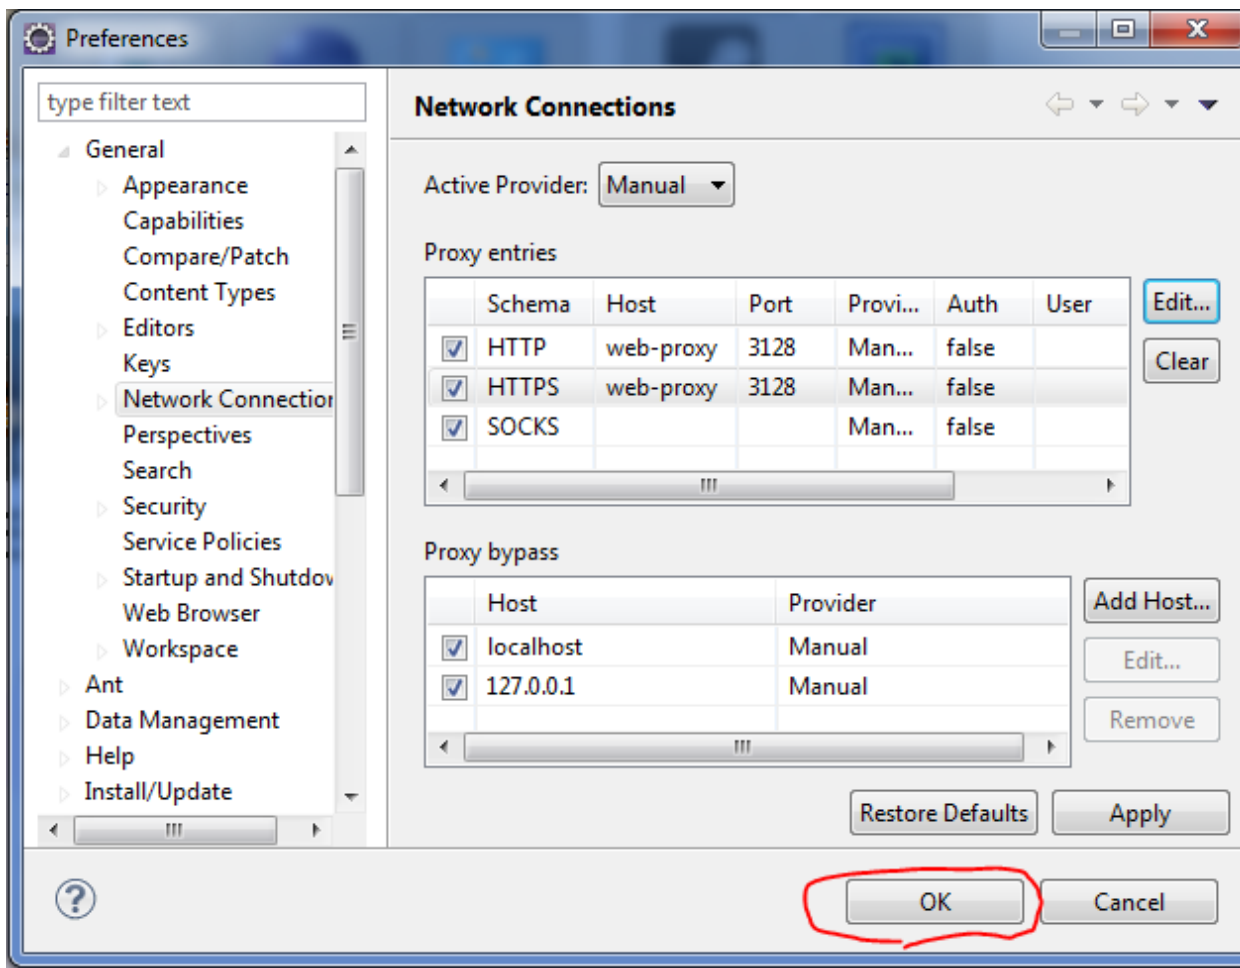 Preferences
type filter text
General
Appearance
Capabilities
Compare/Patch
Content Types
Editors
Keys
Network Connection
Perspectives
Search
Security
Service Policies
Startup and Shutdov
Web Browser
Workspace
Ant
Data Management
Help
Install/Update
Network Connections
Active Provider: Manual
Proxy entries
Schema Host Port Provi... Auth User
HTTP web-proxy 3128 Man... false
HTTPS web-proxy 3128 Man... false
SOCKS Man... false
Edit...
Clear
Proxy bypass
Host Provider
localhost Manual
127.0.0.1 Manual
Add Host...
Edit...
Remove
Restore Defaults Apply
? OK Cancel